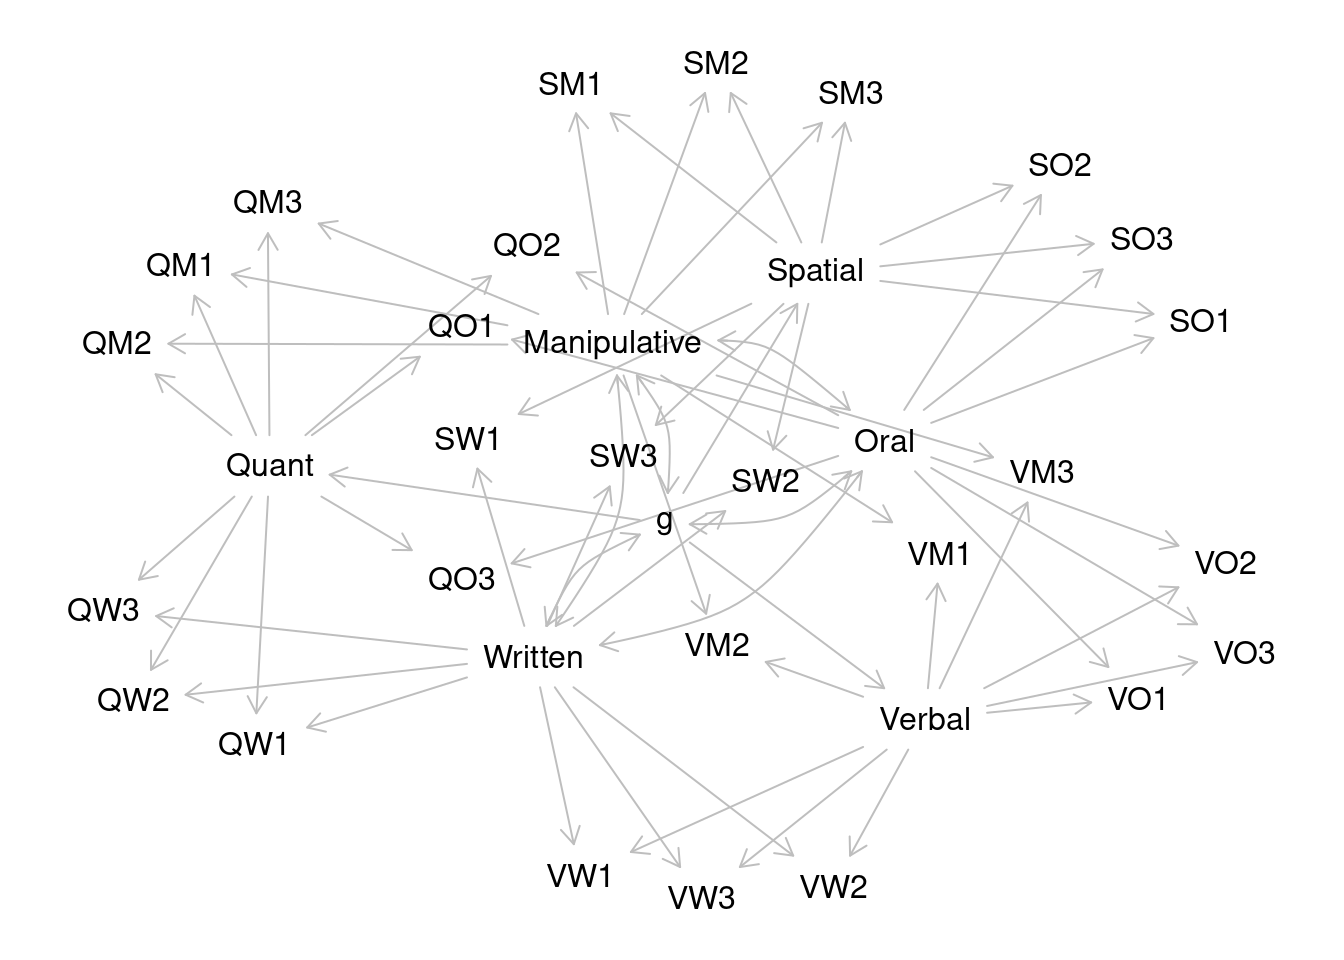 SM2
SM1
SM3
SO2
QM3
SO3
QO2
QM1
Spatial
SO1
QO1
Manipulative
QM2
SW1
Oral
SW3
Quant
VM3
SW2
g
VM1
VO2
QO3
QW3
VM2
VO3
Written
QW2
VO1
Verbal
QW1
VW1
VW2
VW3